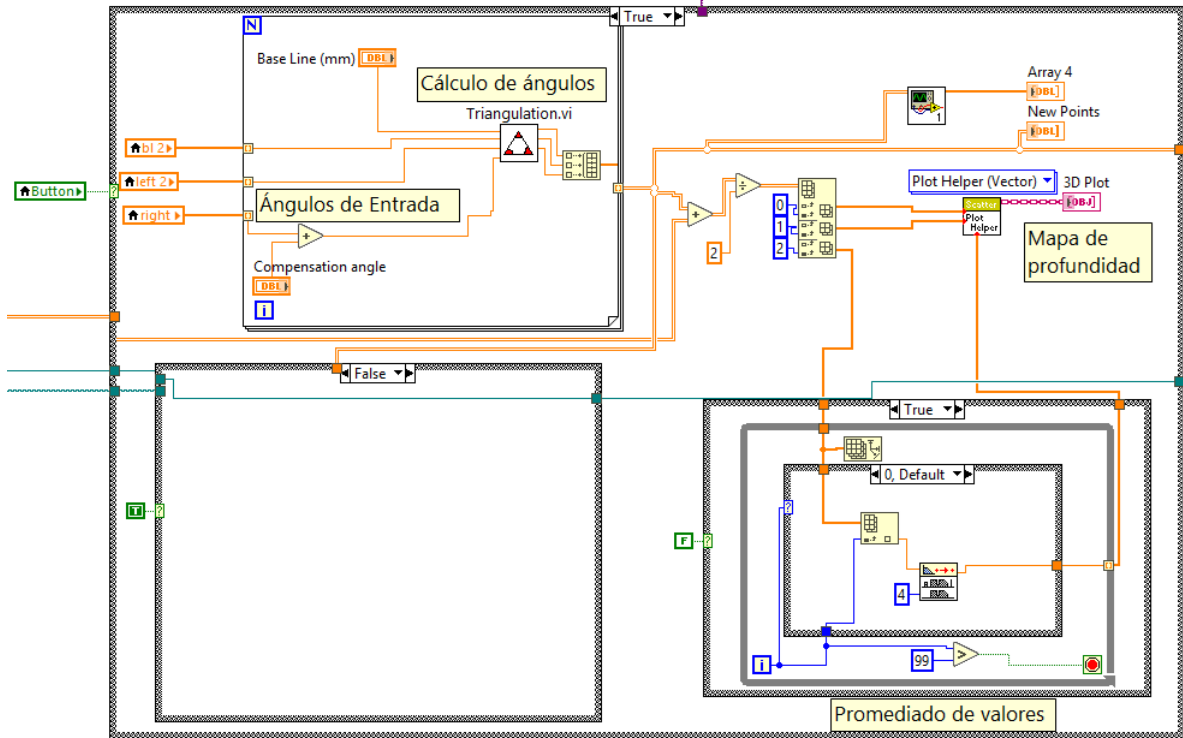 True
N
Base Line (mm)
DBL
Cálculo de ángulos
Triangulation.vi
bl 2
left 2
right
Button
Ángulos de Entrada
Compensation angle
DBL
i
+
+
÷
2
0
1
2
1
Array 4
DBL
New Points
DBL
Plot Helper (Vector)
3D Plot
Scatter
Plot
Helper
OBJ
Mapa de
profundidad
False
T
?
?
True
F
?
0, Default
?
4
i
99
>
Promediado de valores